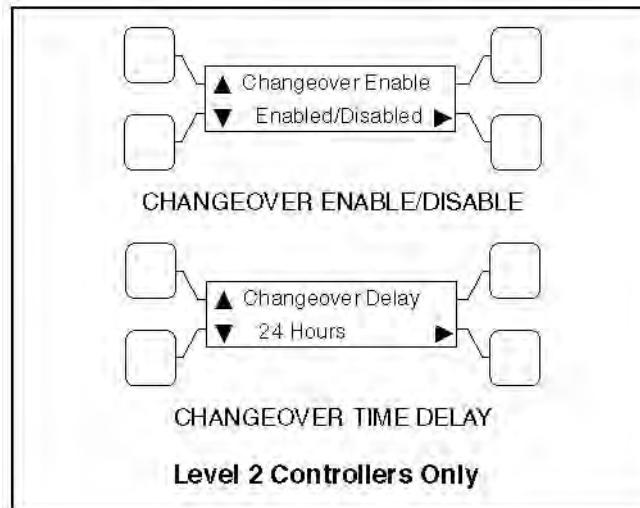 ▲ Changeover Enable
▼ Enabled/Disabled ▶
CHANGEOVER ENABLE/DISABLE
▲ Changeover Delay
▼ 24 Hours ▶
CHANGEOVER TIME DELAY
Level 2 Controllers Only